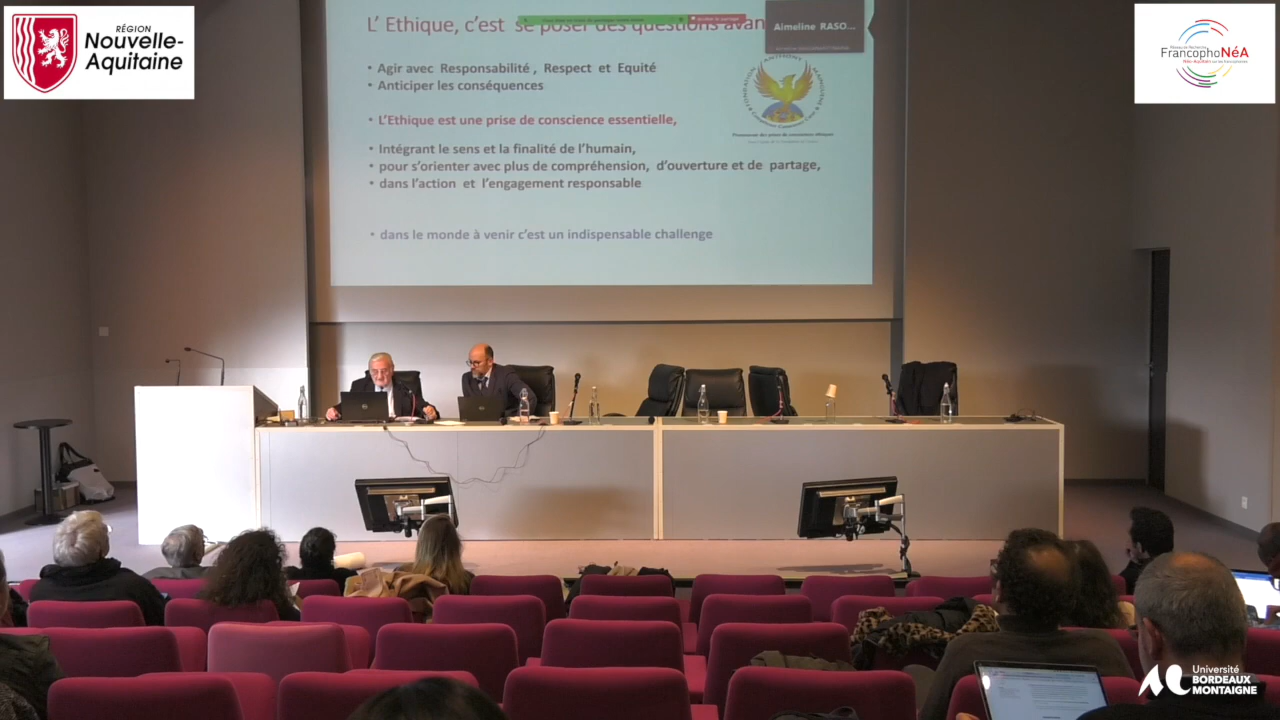 RÉGION
Nouvelle-
Aquitaine
L' Ethique, c'est se poser des questions avan
Aimeline RASO...
FrancophoNéA
• Agir avec Responsabilité , Respect et Equité
• Anticiper les conséquences
• L'Ethique est une prise de conscience essentielle,
• Intégrant le sens et la finalité de l'humain,
• pour s'orienter avec plus de compréhension, d'ouverture et de partage,
• dans l'action et l'engagement responsable
• dans le monde à venir c'est un indispensable challenge
Université
BORDEAUX
MONTAIGNE